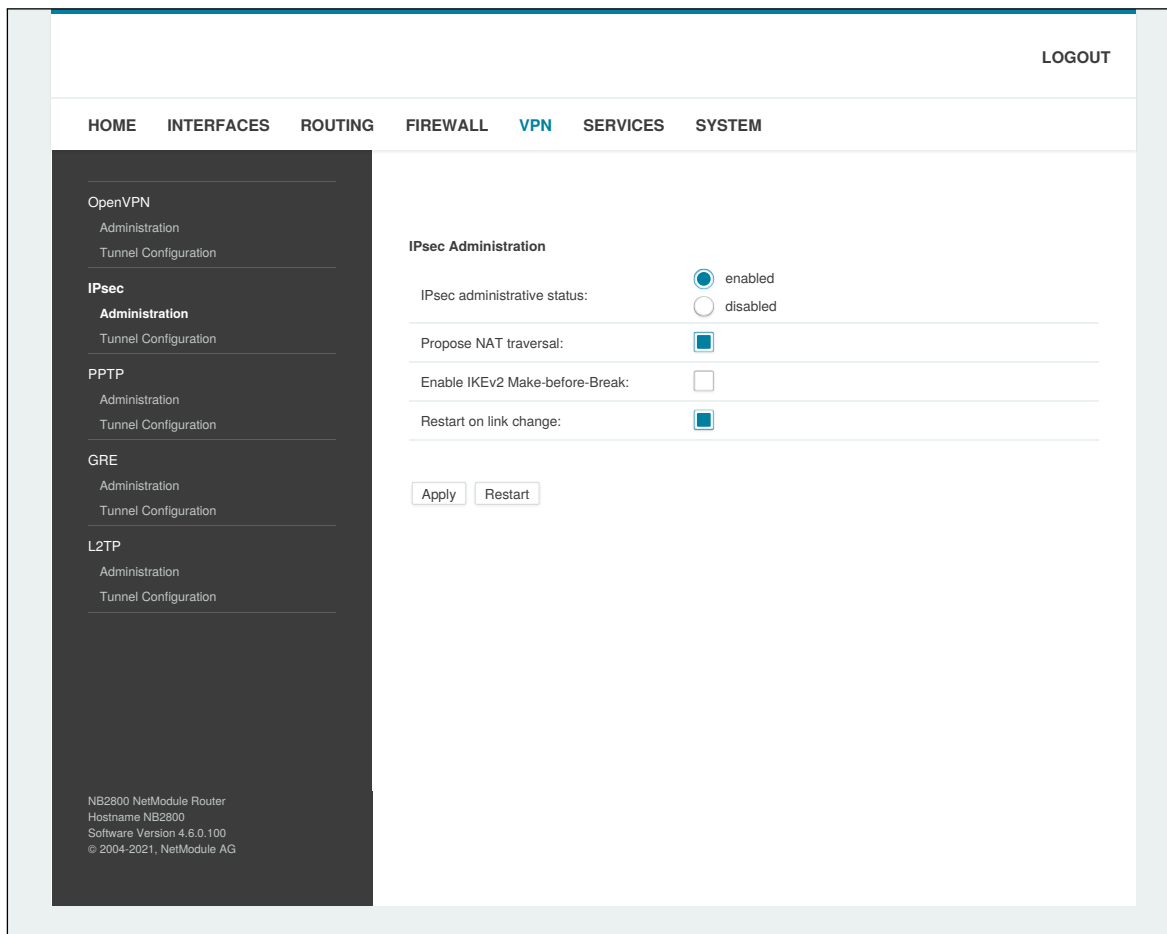 LOGOUT
HOME INTERFACES ROUTING FIREWALL VPN SERVICES SYSTEM
OpenVPN
Administration
Tunnel Configuration
IPsec
Administration
Tunnel Configuration
PPTP
Administration
Tunnel Configuration
GRE
Administration
Tunnel Configuration
L2TP
Administration
Tunnel Configuration
NB2800 NetModule Router
Hostname NB2800
Software Version 4.6.0.100
© 2004-2021, NetModule AG
IPsec Administration
IPsec administrative status:
enabled
disabled
Propose NAT traversal:
Enable IKEv2 Make-before-Break:
Restart on link change:
Apply Restart